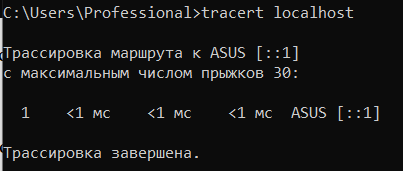 C:\Users\Professional>tracert localhost
Трассировка маршрута к ASUS [::1]
с максимальным числом прыжков 30:
1 <1 мс <1 мс <1 мс ASUS [::1]
Трассировка завершена.